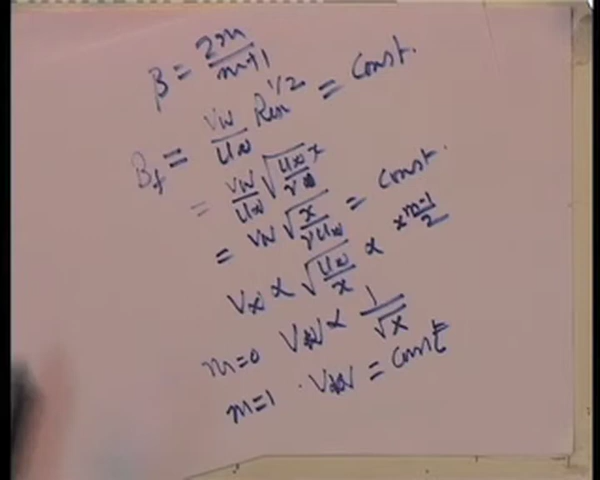 β = 2m/m+1
B_f = V_w/U_∞ Re_x^1/2 = Const.
= V_w/U_∞ √(U_∞ x/ν)
= V_w √(x/νU_∞) = Const.
V_w ∝ √(U_∞/x) ∝ x^(m-1)/2
m=0 V_w ∝ 1/√x
m=1 . V_w = Const